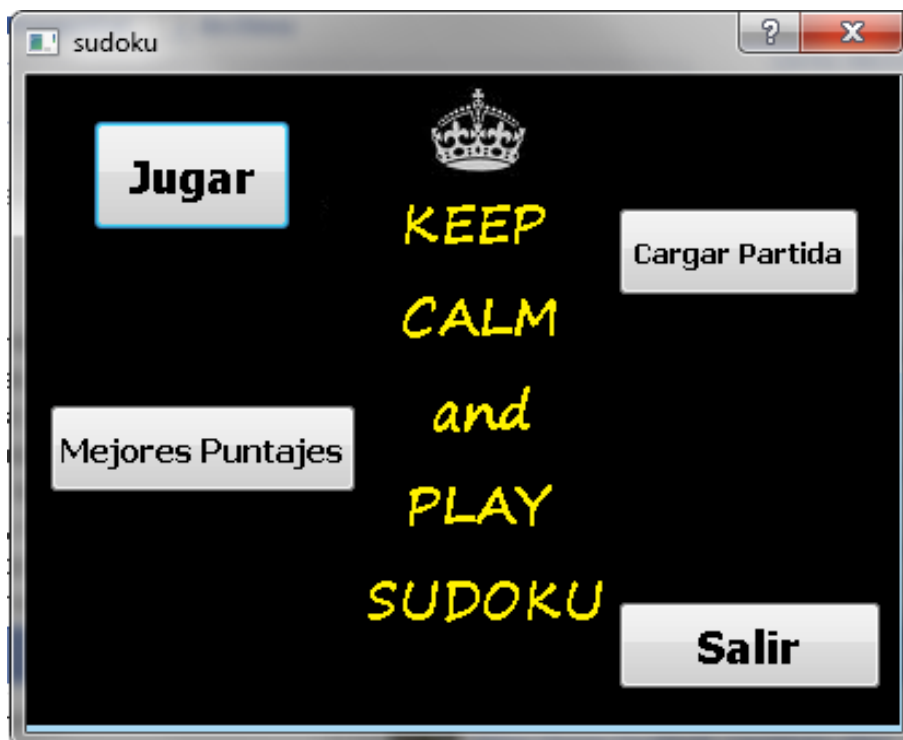 sudoku
?
Jugar
KEEP
Cargar Partida
CALM
and
Mejores Puntajes
PLAY
SUDOKU
Salir